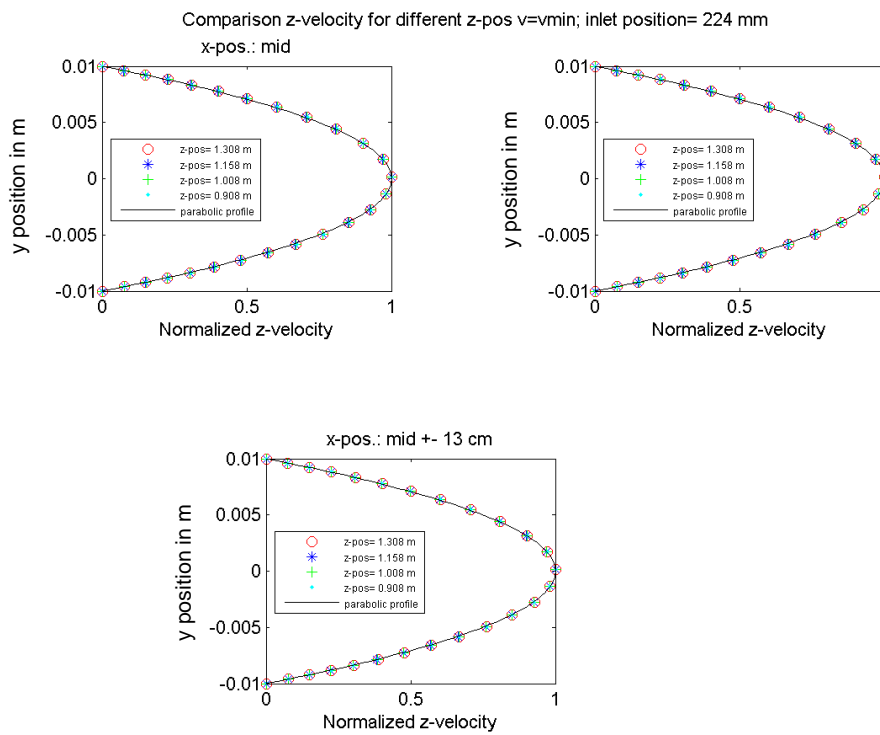 Comparison z-velocity for different z-pos v=vmin; inlet position= 224 mm
x-pos.: mid
0.01
0.005
0
-0.005
-0.01
y position in m
z-pos= 1.308 m
z-pos= 1.158 m
z-pos= 1.008 m
z-pos= 0.908 m
parabolic profile
0
0.5
1
Normalized z-velocity
0.01
0.005
0
-0.005
-0.01
y position in m
z-pos= 1.308 m
z-pos= 1.158 m
z-pos= 1.008 m
z-pos= 0.908 m
parabolic profile
0
0.5
Normalized z-velocity
x-pos.: mid +- 13 cm
0.01
0.005
0
-0.005
-0.01
y position in m
z-pos= 1.308 m
z-pos= 1.158 m
z-pos= 1.008 m
z-pos= 0.908 m
parabolic profile
0
0.5
1
Normalized z-velocity